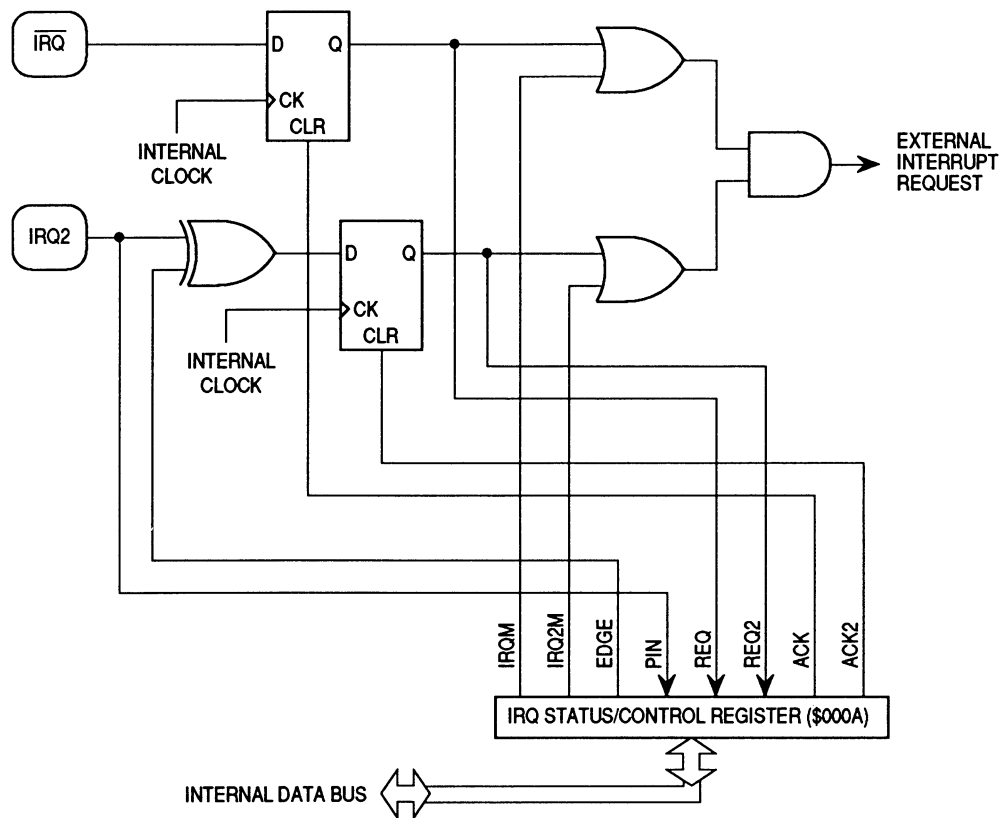 IRQ
D Q
CK
CLR
INTERNAL
CLOCK
EXTERNAL
INTERRUPT
REQUEST
IRQ2
D Q
CK
CLR
INTERNAL
CLOCK
IRQM
IRQ2M
EDGE
PIN
REQ
REQ2
ACK
ACK2
IRQ STATUS/CONTROL REGISTER ($000A)
INTERNAL DATA BUS